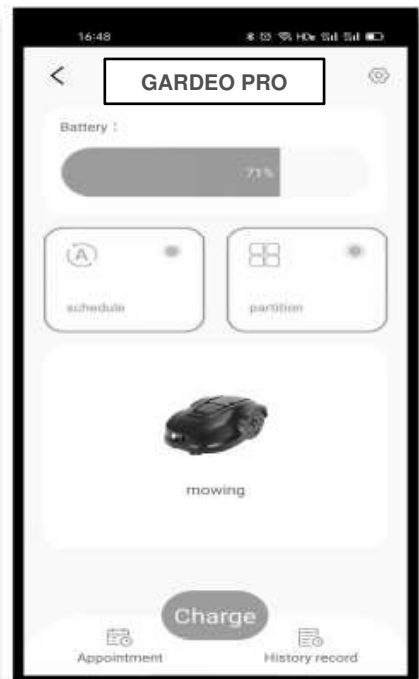 16:48
GARDEO PRO
Battery :
71%
schedule
partition
mowing
Charge
Appointment
History record